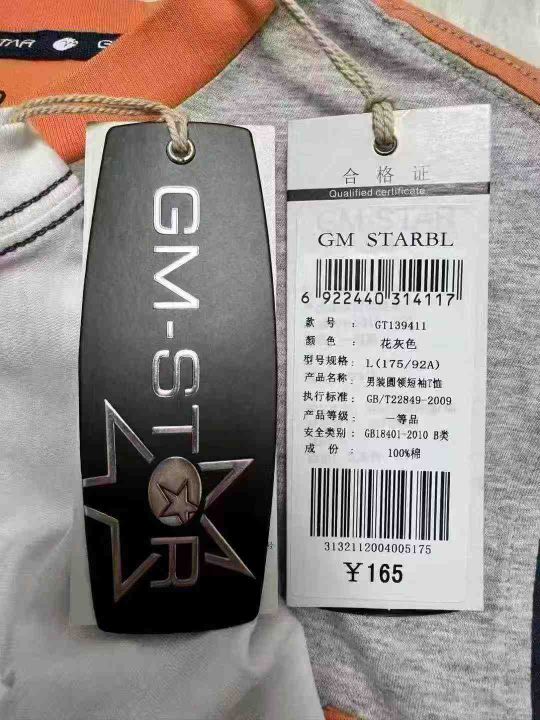 STAR
G
GM-STAR
合格证
Qualified certificate
GM STARBL
6 922440 314117
款号：GT139411
颜色：花灰色
型号规格：L(175/92A)
产品名称：男装圆领短袖T恤
执行标准：GB/T22849-2009
产品等级：一等品
安全类别：GB18401-2010 B类
成份：100%棉
3132112004005175
￥165